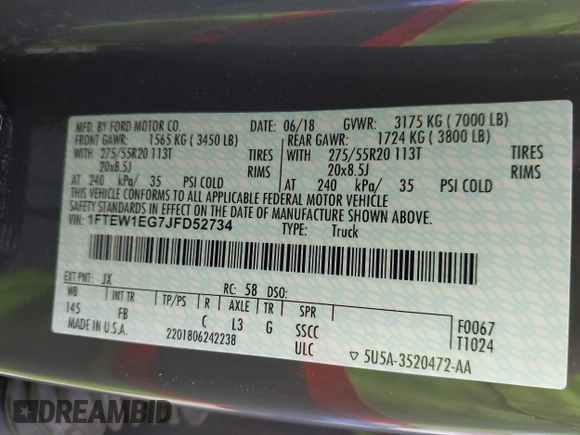 MFD. BY FORD MOTOR CO. DATE: 06/18 GVWR: 3175 KG ( 7000 LB)
FRONT GAWR: 1565 KG ( 3450 LB) REAR GAWR: 1724 KG ( 3800 LB)
WITH 275/55R20 113T TIRES WITH 275/55R20 113T TIRES
20x8.5J RIMS 20x8.5J RIMS
AT 240 kPa/ 35 PSI COLD AT 240 kPa/ 35 PSI COLD
THIS VEHICLE CONFORMS TO ALL APPLICABLE FEDERAL MOTOR VEHICLE
SAFETY STANDARDS IN EFFECT ON THE DATE OF MANUFACTURE SHOWN ABOVE.
VIN: 1FTEW1EG7JFD52734 TYPE: Truck
EXT PNT: JX RC: 58 DSO:
WB INT TR TP/PS R AXLE TR SPR F0067
145 FB C L3 G SSCC T1024
MADE IN U.S.A. 2201806242238 ULC 5U5A-3520472-AA
DREAMBID